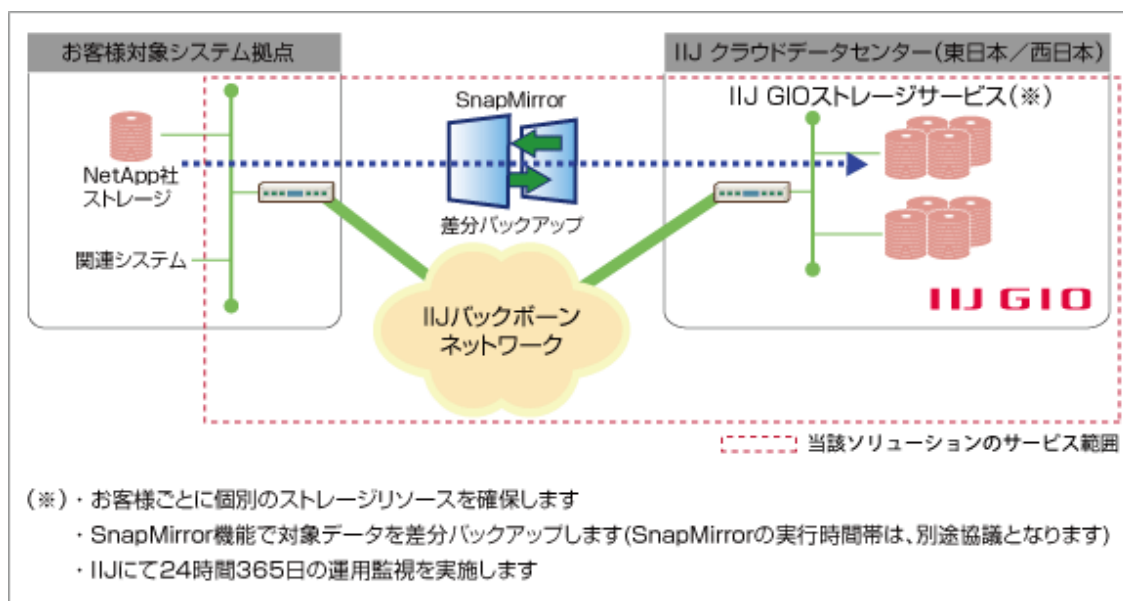 お客様対象システム拠点
IIJ クラウドデータセンター(東日本／西日本)
SnapMirror
IIJ GIOストレージサービス(※)
NetApp社
ストレージ
差分バックアップ
関連システム
IIJバックボーン
ネットワーク
IIJ GIO
当該ソリューションのサービス範囲
(※)・お客様ごとに個別のストレージリソースを確保します
・SnapMirror機能で対象データを差分バックアップします(SnapMirrorの実行時間帯は、別途協議となります)
・IIJにて24時間365日の運用監視を実施します